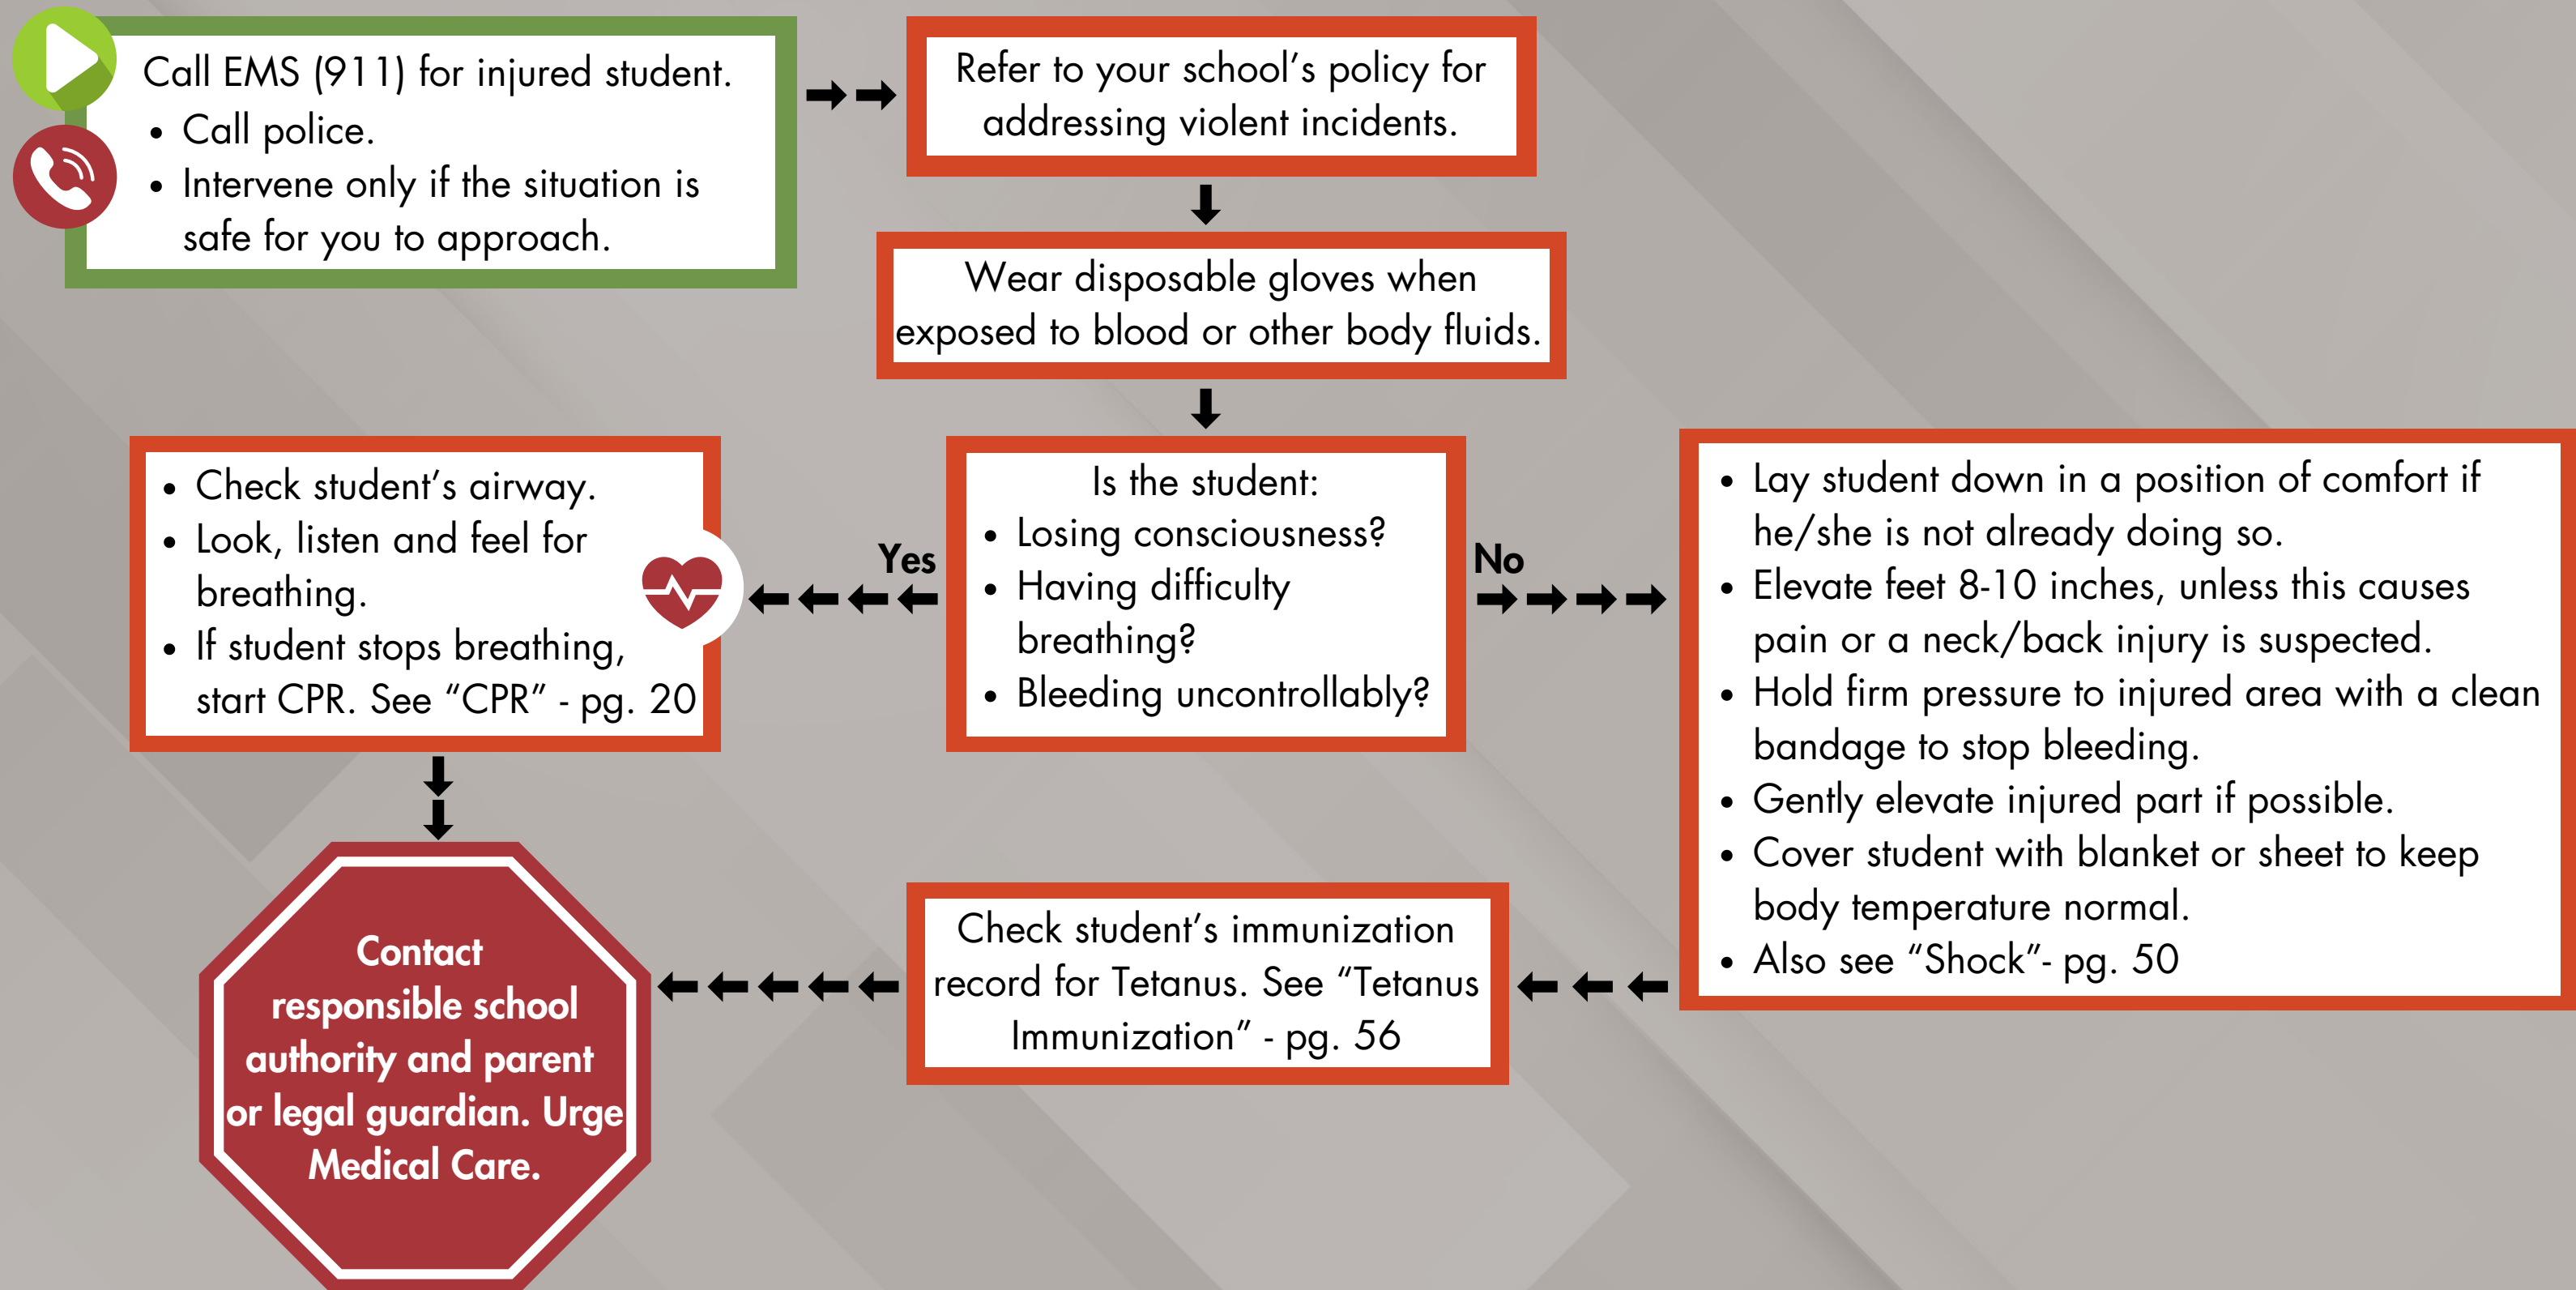 Call EMS (911) for injured student.
• Call police.
• Intervene only if the situation is
safe for you to approach.
Refer to your school's policy for
addressing violent incidents.
Wear disposable gloves when
exposed to blood or other body fluids.
Is the student:
• Losing consciousness?
• Having difficulty
breathing?
• Bleeding uncontrollably?
Yes
• Check student's airway.
• Look, listen and feel for
breathing.
• If student stops breathing,
start CPR. See “CPR” - pg. 20
No
• Lay student down in a position of comfort if
he/she is not already doing so.
• Elevate feet 8-10 inches, unless this causes
pain or a neck/back injury is suspected.
• Hold firm pressure to injured area with a clean
bandage to stop bleeding.
• Gently elevate injured part if possible.
• Cover student with blanket or sheet to keep
body temperature normal.
• Also see “Shock”- pg. 50
Check student's immunization
record for Tetanus. See “Tetanus
Immunization” - pg. 56
Contact
responsible school
authority and parent
or legal guardian. Urge
Medical Care.